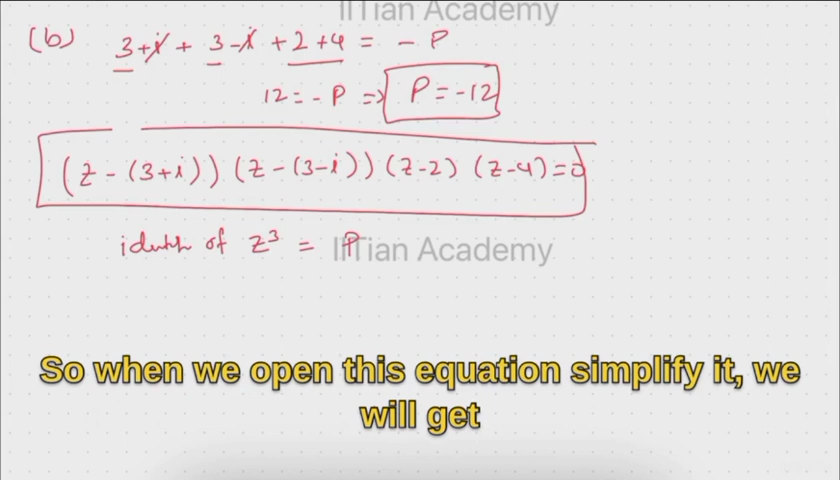 IITian Academy
(b) 3+i + 3-i + 2+4 = - P
12 = - P => P = -12
(z - (3+i)) (z - (3-i)) (z-2) (z-4) = 0
of z³ = P
IITian Academy
So when we open this equation simplify it, we
will get